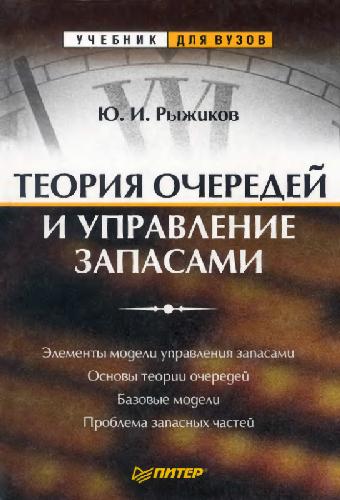 УЧЕБНИК ДЛЯ ВУЗОВ
Ю. И. Рыжиков
ТЕОРИЯ ОЧЕРЕДЕЙ
И УПРАВЛЕНИЕ
ЗАПАСАМИ
Элементы модели управления запасами
Основы теории очередей
Базовые модели
Проблема запасных частей
ПИТЕР